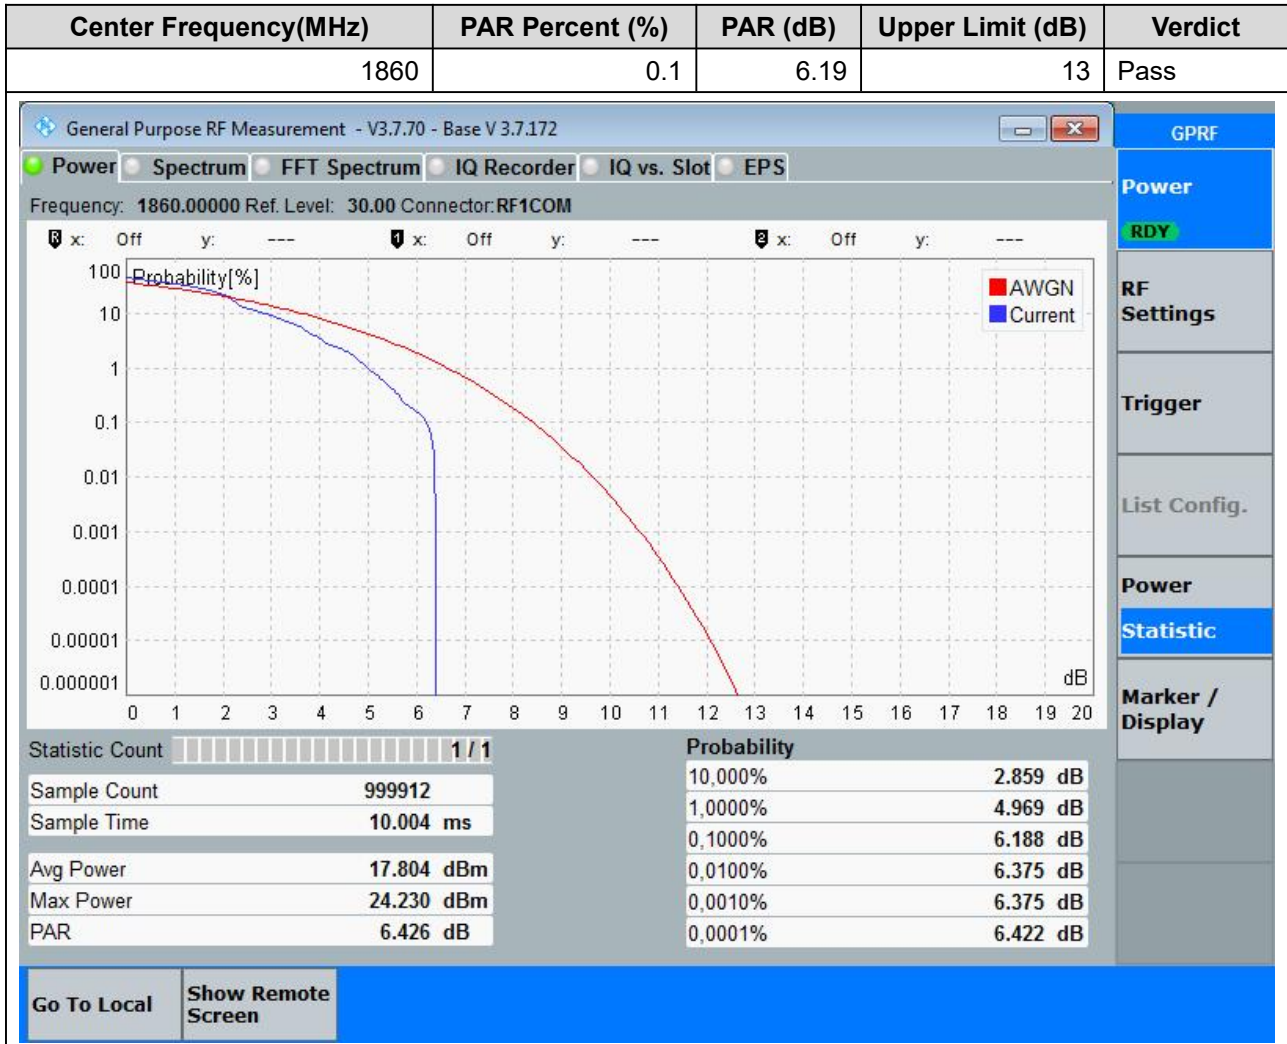 Center Frequency(MHz) PAR Percent (%) PAR (dB) Upper Limit (dB) Verdict
1860 0.1 6.19 13 Pass
General Purpose RF Measurement - V3.7.70 - Base V 3.7.172
GPRF
Power Spectrum FFT Spectrum IQ Recorder IQ vs. Slot EPS
Frequency: 1860.00000 Ref. Level: 30.00 Connector: RF1COM
R x: Off y: --- 1 x: Off y: --- 2 x: Off y: ---
Probability[%]
100
10
1
0.1
0.01
0.001
0.0001
0.00001
0.000001
AWGN
Current
dB
0 1 2 3 4 5 6 7 8 9 10 11 12 13 14 15 16 17 18 19 20
Statistic Count 1 / 1
Sample Count 999912
Sample Time 10.004 ms
Avg Power 17.804 dBm
Max Power 24.230 dBm
PAR 6.426 dB
Probability
10,000% 2.859 dB
1,0000% 4.969 dB
0,1000% 6.188 dB
0,0100% 6.375 dB
0,0010% 6.375 dB
0,0001% 6.422 dB
Power
RDY
RF
Settings
Trigger
List Config.
Power
Statistic
Marker /
Display
Go To Local
Show Remote
Screen